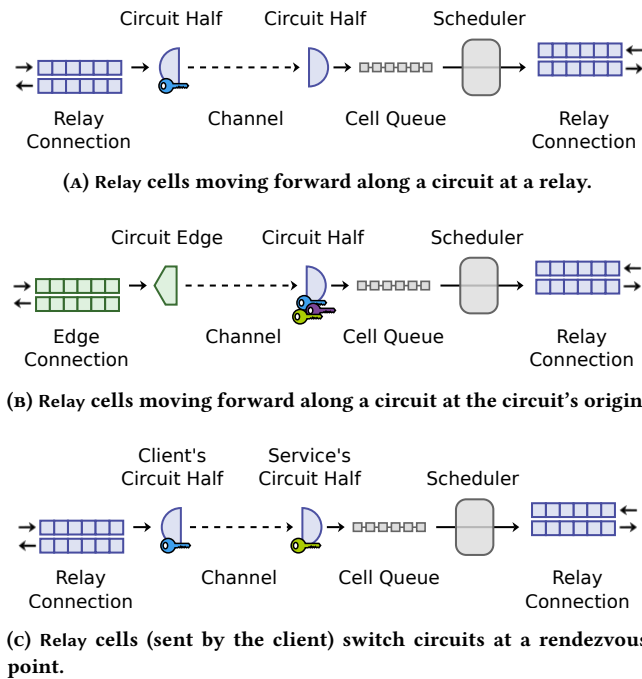 Circuit Half Circuit Half Scheduler
Relay Connection Channel Cell Queue Relay Connection
(A) Relay cells moving forward along a circuit at a relay.
Circuit Edge Circuit Half Scheduler
Edge Connection Channel Cell Queue Relay Connection
(B) Relay cells moving forward along a circuit at the circuit's origin
Client's Circuit Half Service's Circuit Half Scheduler
Relay Connection Channel Cell Queue Relay Connection
(C) Relay cells (sent by the client) switch circuits at a rendezvous
point.